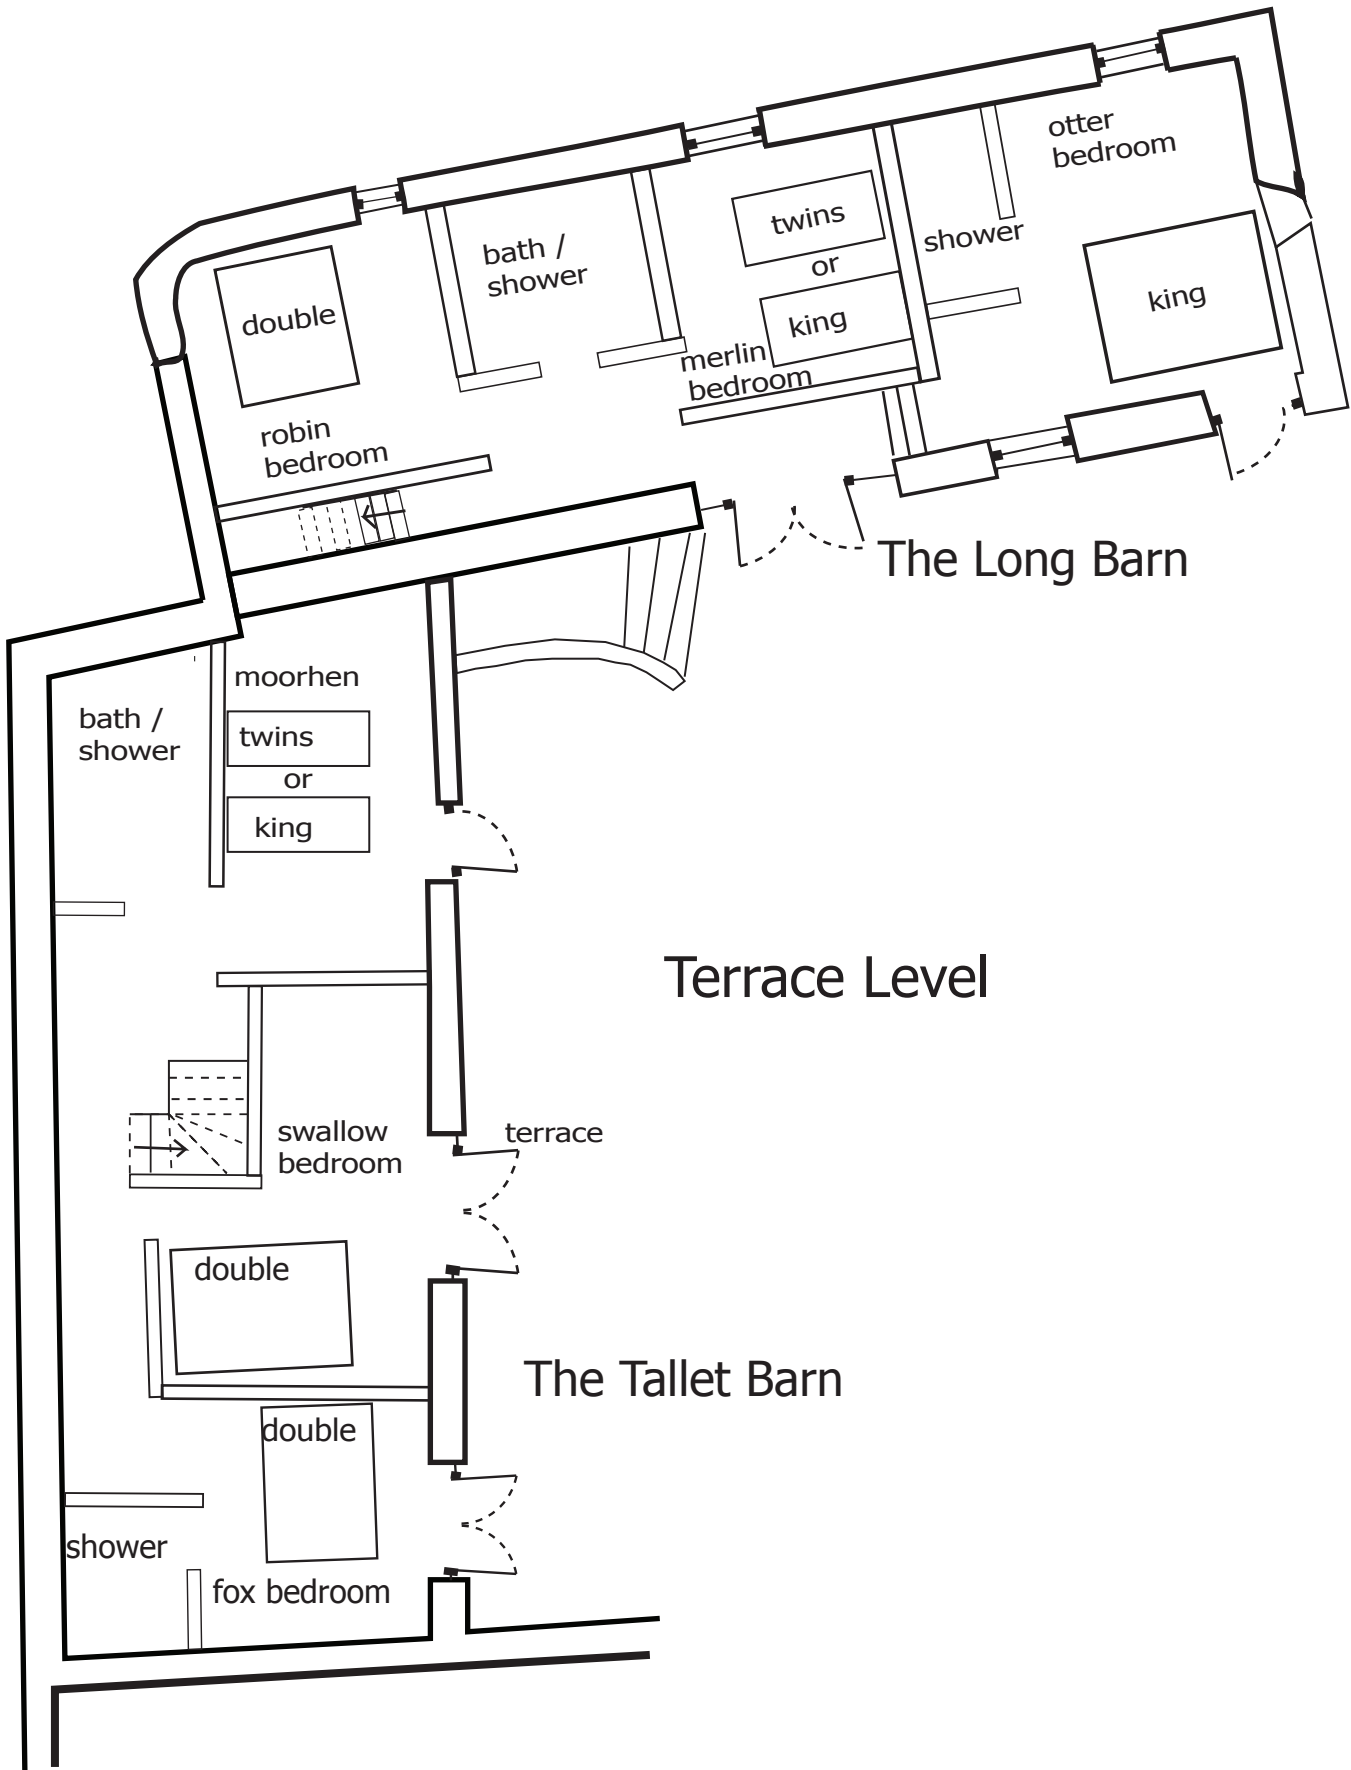 otter
bedroom
twins
or
king
bath /
shower
shower
king
double
merlin
bedroom
robin
bedroom
The Long Barn
moorhen
bath /
shower
twins
or
king
Terrace Level
swallow
bedroom
terrace
double
The Tallet Barn
double
shower
fox bedroom